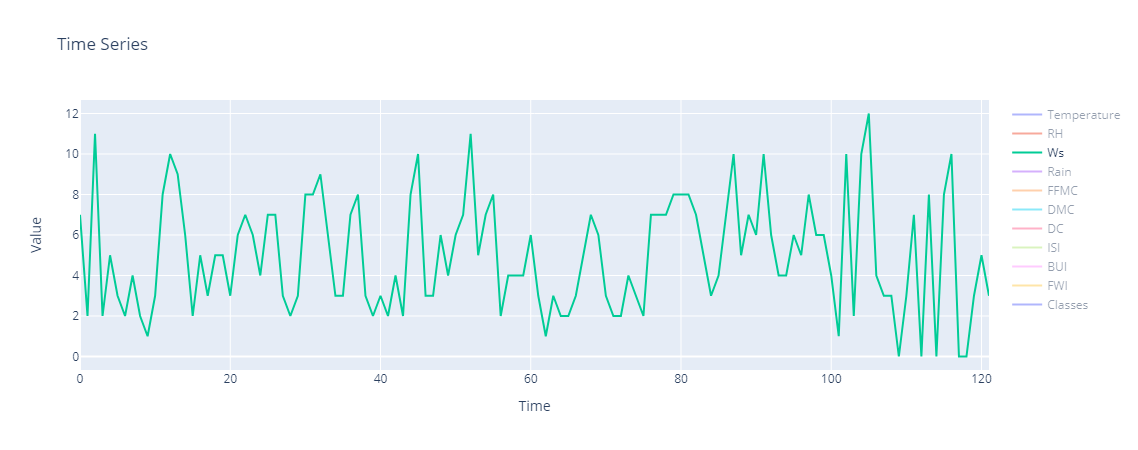 Time Series
Value
12
10
8
6
4
2
0
0
20
40
60
80
100
120
Time
Temperature
RH
Ws
Rain
FFMC
DMC
DC
ISI
BUI
FWI
Classes